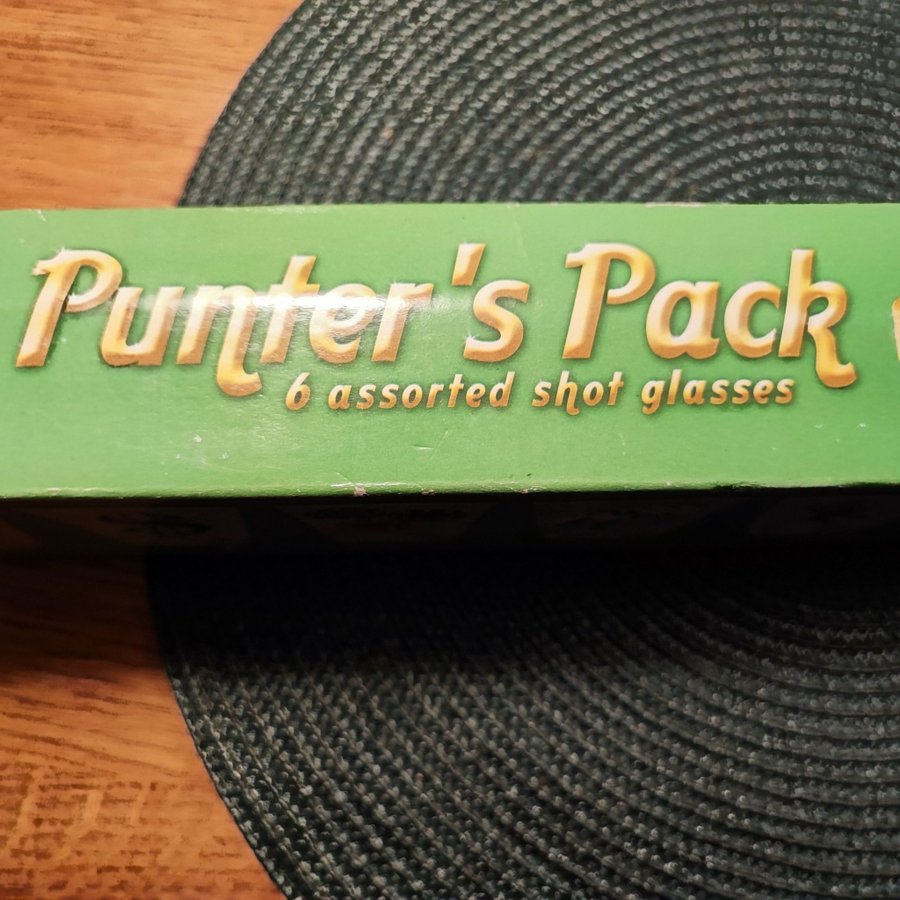 Punter's Pack
6 assorted shot glasses